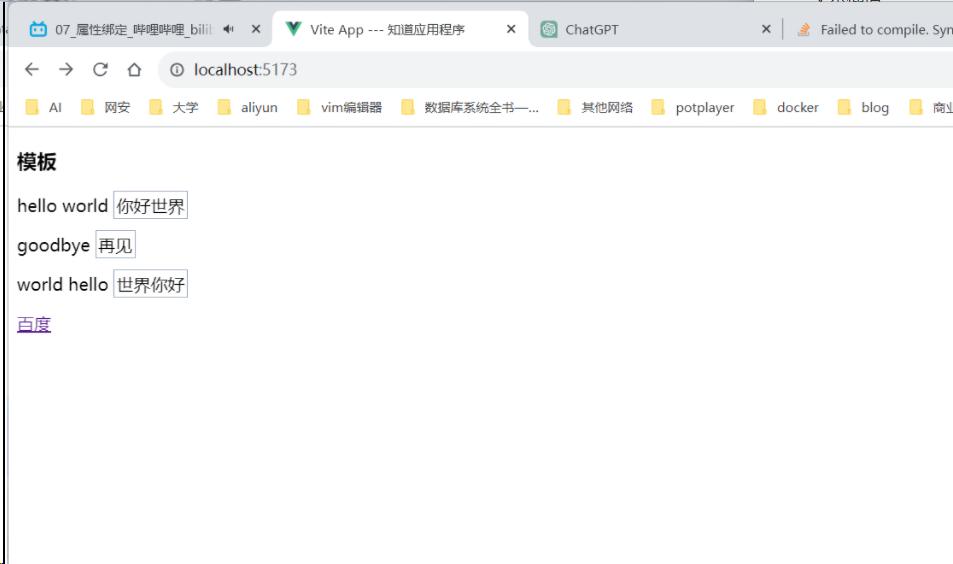 07_属性绑定_哔哩哔哩_bilib
Vite App --- 知道应用程序
ChatGPT
Failed to compile. Syn
localhost:5173
AI
网安
大学
aliyun
vim编辑器
数据库系统全书—...
其他网络
potplayer
docker
blog
商业
模板
hello world 你好世界
goodbye 再见
world hello 世界你好
百度